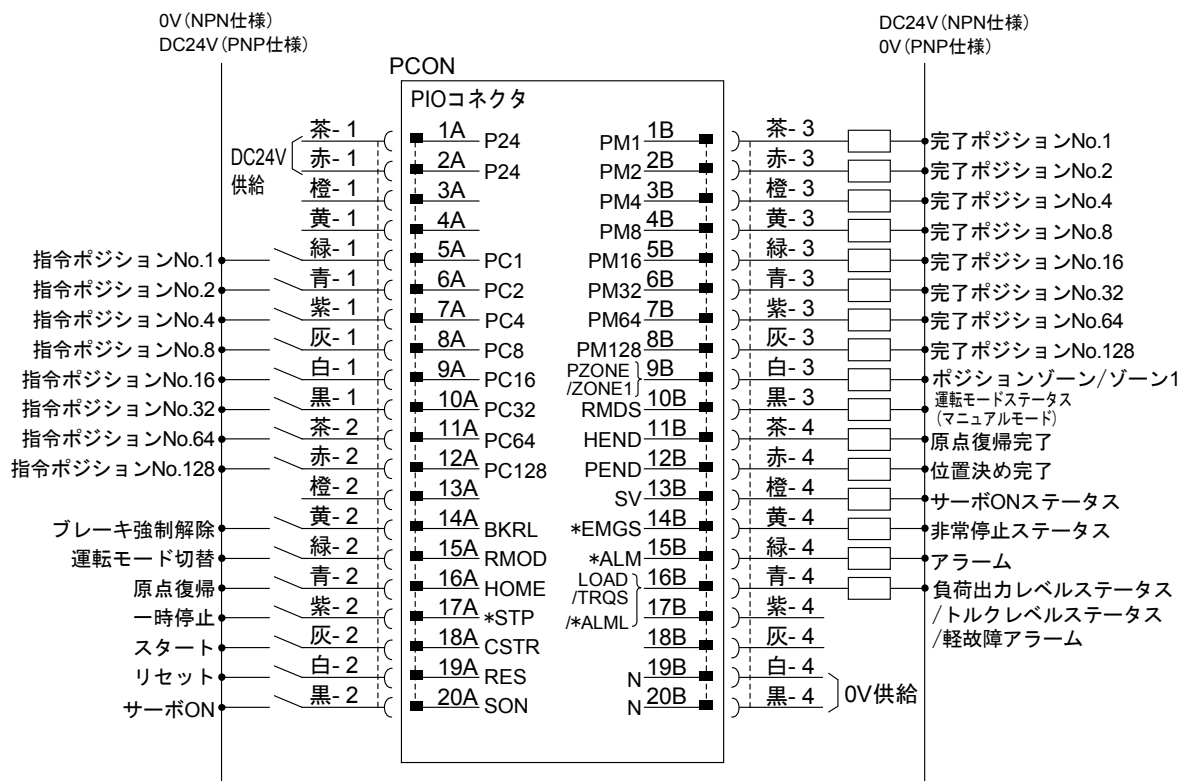 0V(NPN仕様)
DC24V(PNP仕様)
DC24V(NPN仕様)
0V(PNP仕様)
PCON
PIOコネクタ
DC24V
供給
茶-1 1A P24
赤-1 2A P24
橙-1 3A
黄-1 4A
指令ポジションNo.1 緑-1 5A PC1
指令ポジションNo.2 青-1 6A PC2
指令ポジションNo.4 紫-1 7A PC4
指令ポジションNo.8 灰-1 8A PC8
指令ポジションNo.16 白-1 9A PC16
指令ポジションNo.32 黒-1 10A PC32
指令ポジションNo.64 茶-2 11A PC64
指令ポジションNo.128 赤-2 12A PC128
橙-2 13A
ブレーキ強制解除 黄-2 14A BKRL
運転モード切替 緑-2 15A RMOD
原点復帰 青-2 16A HOME
一時停止 紫-2 17A *STP
スタート 灰-2 18A CSTR
リセット 白-2 19A RES
サーボON 黒-2 20A SON
PM1 1B 茶-3 完了ポジションNo.1
PM2 2B 赤-3 完了ポジションNo.2
PM4 3B 橙-3 完了ポジションNo.4
PM8 4B 黄-3 完了ポジションNo.8
PM16 5B 緑-3 完了ポジションNo.16
PM32 6B 青-3 完了ポジションNo.32
PM64 7B 紫-3 完了ポジションNo.64
PM128 8B 灰-3 完了ポジションNo.128
PZONE
/ZONE1 9B 白-3 ポジションゾーン/ゾーン1
RMDS 10B 黒-3 運転モードステータス
(マニュアルモード)
HEND 11B 茶-4 原点復帰完了
PEND 12B 赤-4 位置決め完了
SV 13B 橙-4 サーボONステータス
*EMGS 14B 黄-4 非常停止ステータス
*ALM 15B 緑-4 アラーム
LOAD
/TRQS
/*ALML
16B 青-4 負荷出力レベルステータス
17B 紫-4 /トルクレベルステータス
18B 灰-4 /軽故障アラーム
N 19B 白-4
N 20B 黒-4
0V供給